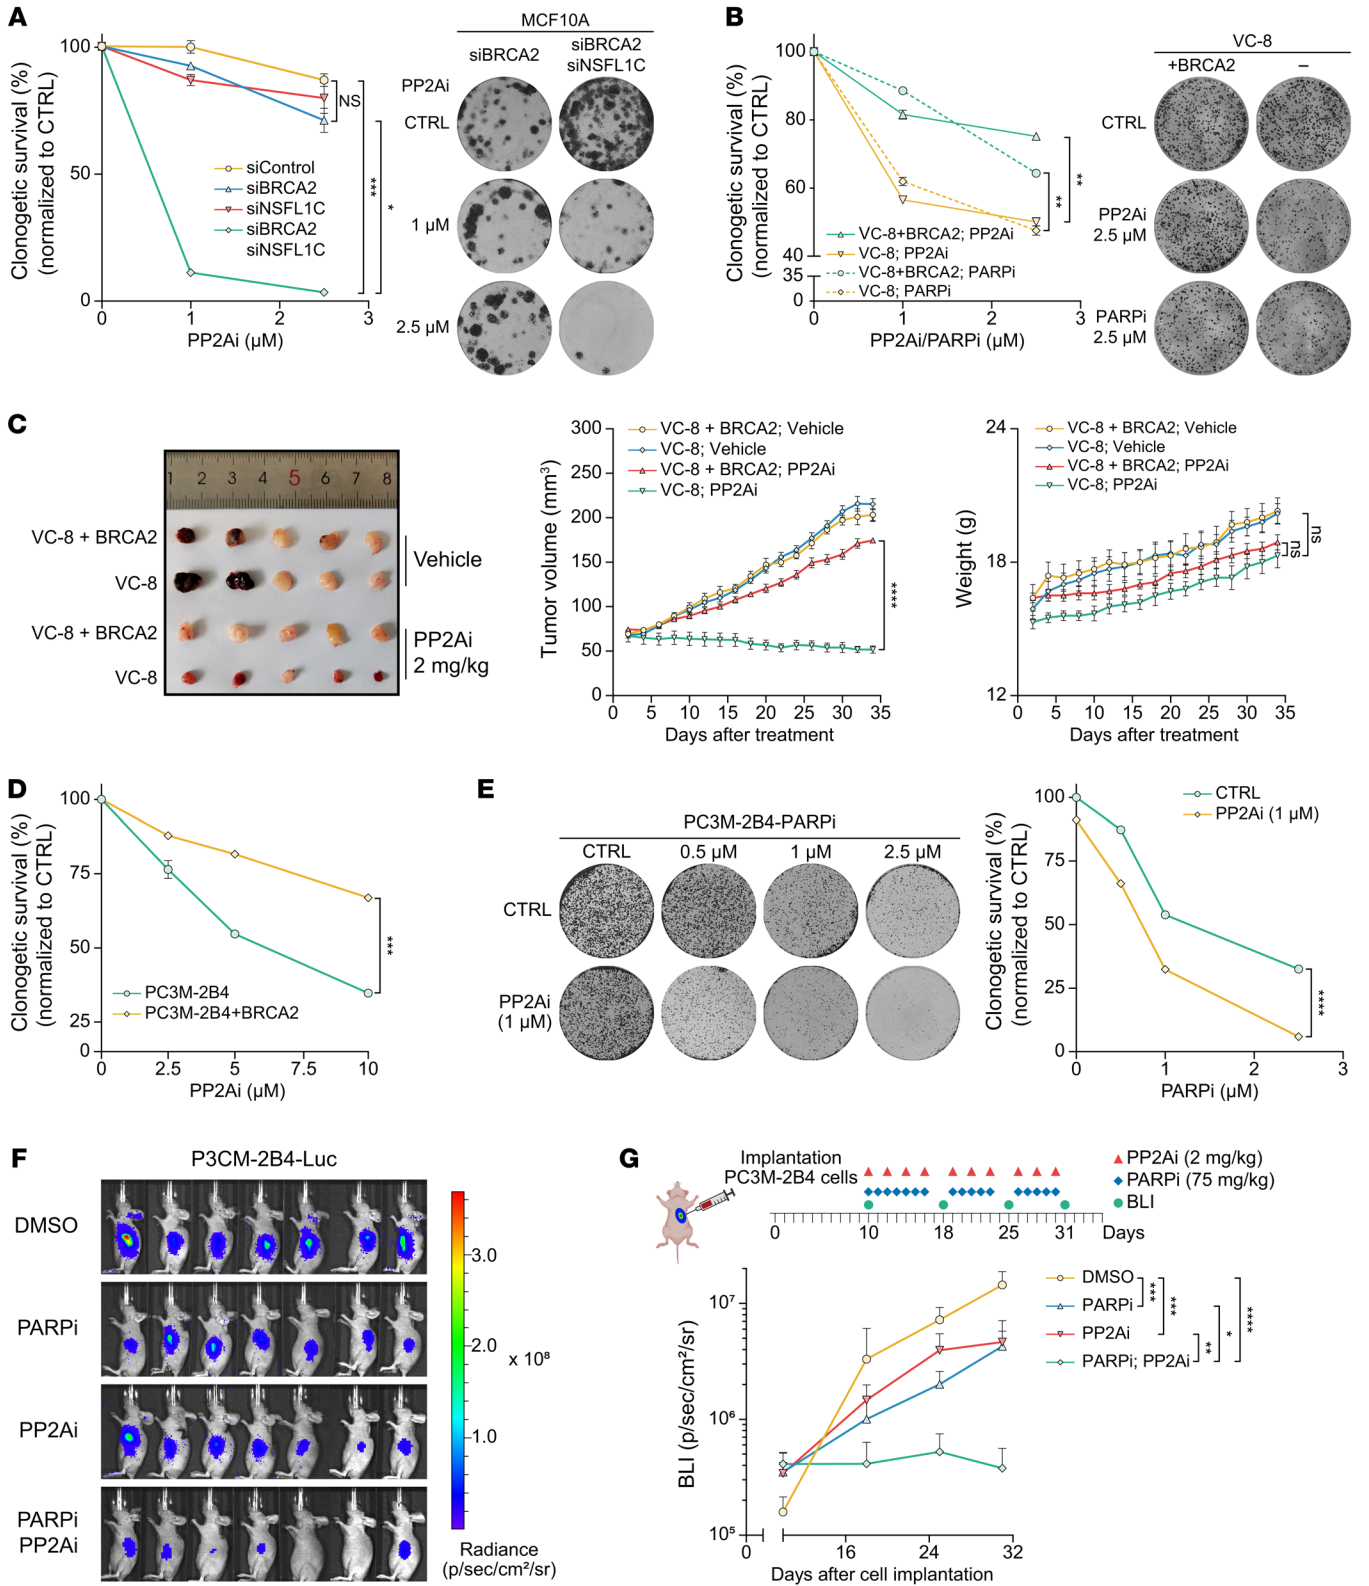 A
Clonogetic survival (%)
(normalized to CTRL)
100
50
0
0 1 2 3
PP2Ai (μM)
NS
***
*
siControl
siBRCA2
siNSFL1C
siBRCA2
siNSFL1C
MCF10A
siBRCA2
siBRCA2
siNSFL1C
PP2Ai
CTRL
1 μM
2.5 μM
B
Clonogetic survival (%)
(normalized to CTRL)
100
80
60
40
35
0
0 1 2 3
PP2Ai/PARPi (μM)
**
**
VC-8+BRCA2; PP2Ai
VC-8; PP2Ai
VC-8+BRCA2; PARPi
VC-8; PARPi
VC-8
+BRCA2 –
CTRL
PP2Ai
2.5 μM
PARPi
2.5 μM
C
1 2 3 4 5 6 7 8
VC-8 + BRCA2
VC-8
Vehicle
VC-8 + BRCA2
VC-8
PP2Ai
2 mg/kg
Tumor volume (mm³)
300
200
150
100
50
0
VC-8 + BRCA2; Vehicle
VC-8; Vehicle
VC-8 + BRCA2; PP2Ai
VC-8; PP2Ai
****
0 5 10 15 20 25 30 35
Days after treatment
Weight (g)
24
18
12
VC-8 + BRCA2; Vehicle
VC-8; Vehicle
VC-8 + BRCA2; PP2Ai
VC-8; PP2Ai
ns
ns
0 5 10 15 20 25 30 35
Days after treatment
D
Clonogetic survival (%)
(normalized to CTRL)
100
75
50
25
0
PC3M-2B4
PC3M-2B4+BRCA2
***
0 2.5 5 7.5 10
PP2Ai (μM)
E
PC3M-2B4-PARPi
CTRL 0.5 μM 1 μM 2.5 μM
CTRL
PP2Ai
(1 μM)
Clonogetic survival (%)
(normalized to CTRL)
100
75
50
25
0
CTRL
PP2Ai (1 μM)
****
0 1 2 3
PARPi (μM)
F
P3CM-2B4-Luc
DMSO
PARPi
PP2Ai
PARPi
PP2Ai
3.0
2.0
x 10⁸
1.0
Radiance
(p/sec/cm²/sr)
G
Implantation
PC3M-2B4 cells
PP2Ai (2 mg/kg)
PARPi (75 mg/kg)
BLI
0 10 18 25 31 Days
BLI (p/sec/cm²/sr)
10⁷
10⁶
10⁵
DMSO
PARPi
PP2Ai
PARPi; PP2Ai
***
***
**
*
****
0 16 24 32
Days after cell implantation